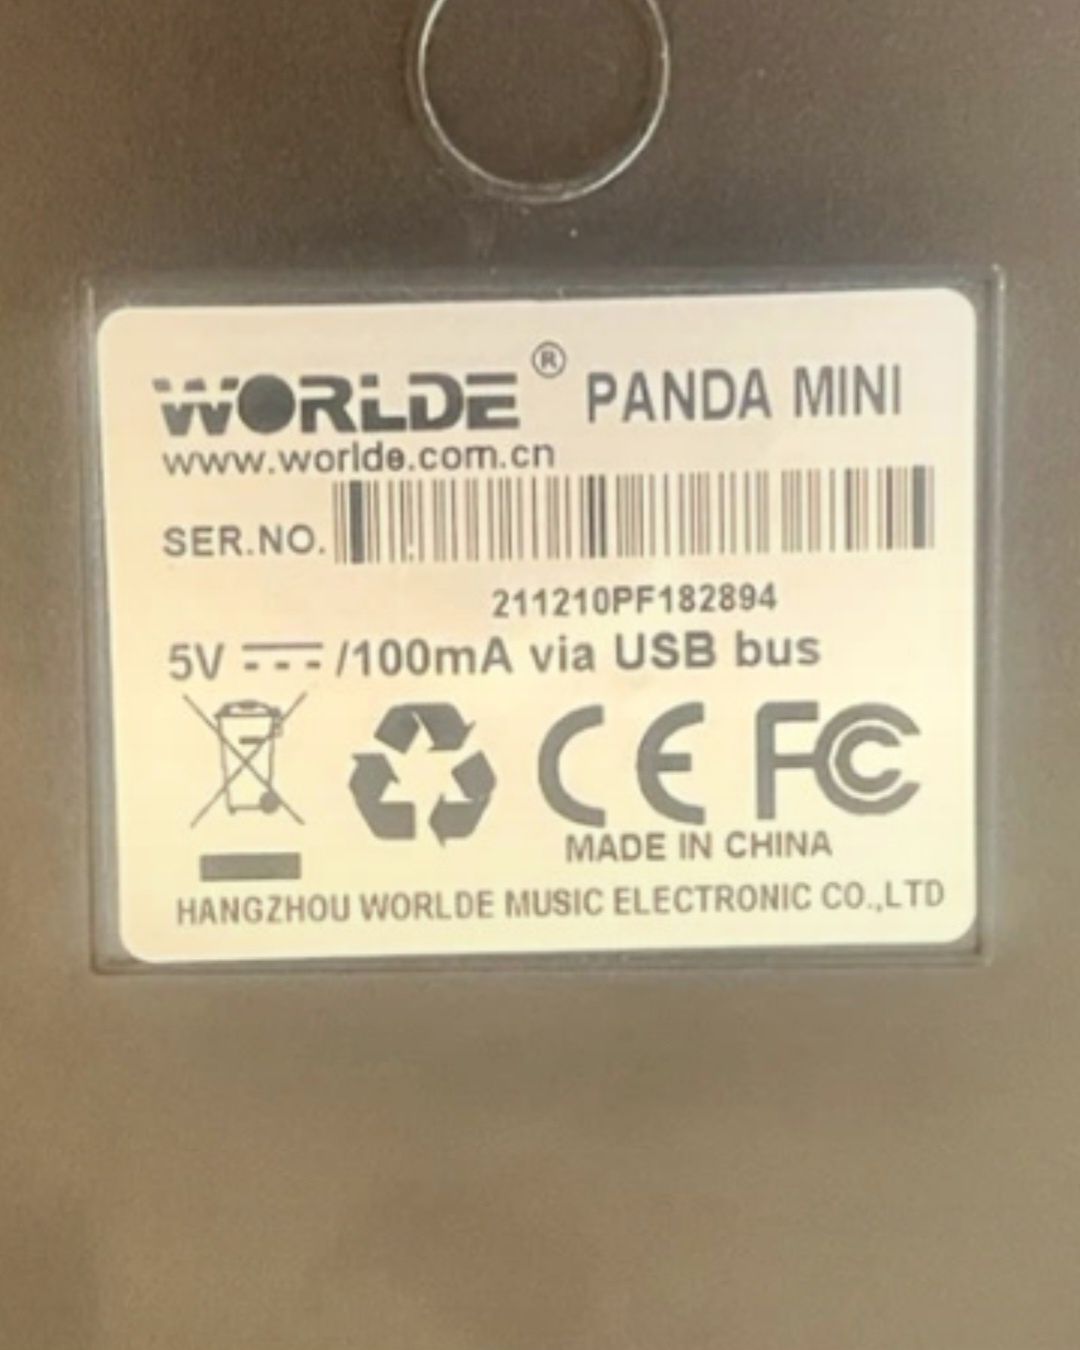 WORLDE® PANDA MINI
www.worlde.com.cn
SER.NO.
211210PF182894
5V ⎓ /100mA via USB bus
CE FC
MADE IN CHINA
HANGZHOU WORLDE MUSIC ELECTRONIC CO.,LTD